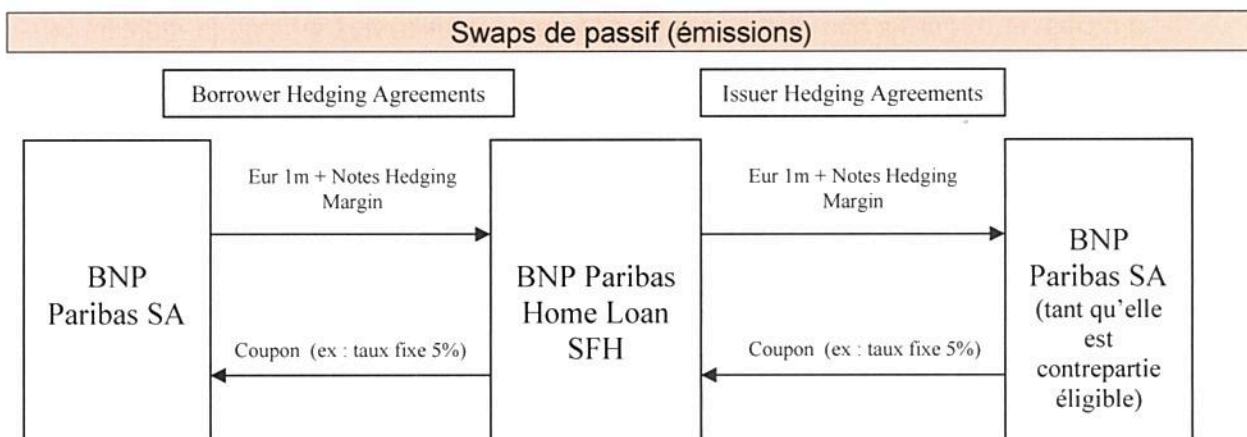 Swaps de passif (émissions)
Borrower Hedging Agreements
Issuer Hedging Agreements
Eur 1m + Notes Hedging
Margin
Eur 1m + Notes Hedging
Margin
BNP
Paribas SA
BNP Paribas
Home Loan
SFH
BNP
Paribas SA
(tant qu'elle
est
contrepartie
éligible)
Coupon (ex : taux fixe 5%)
Coupon (ex : taux fixe 5%)